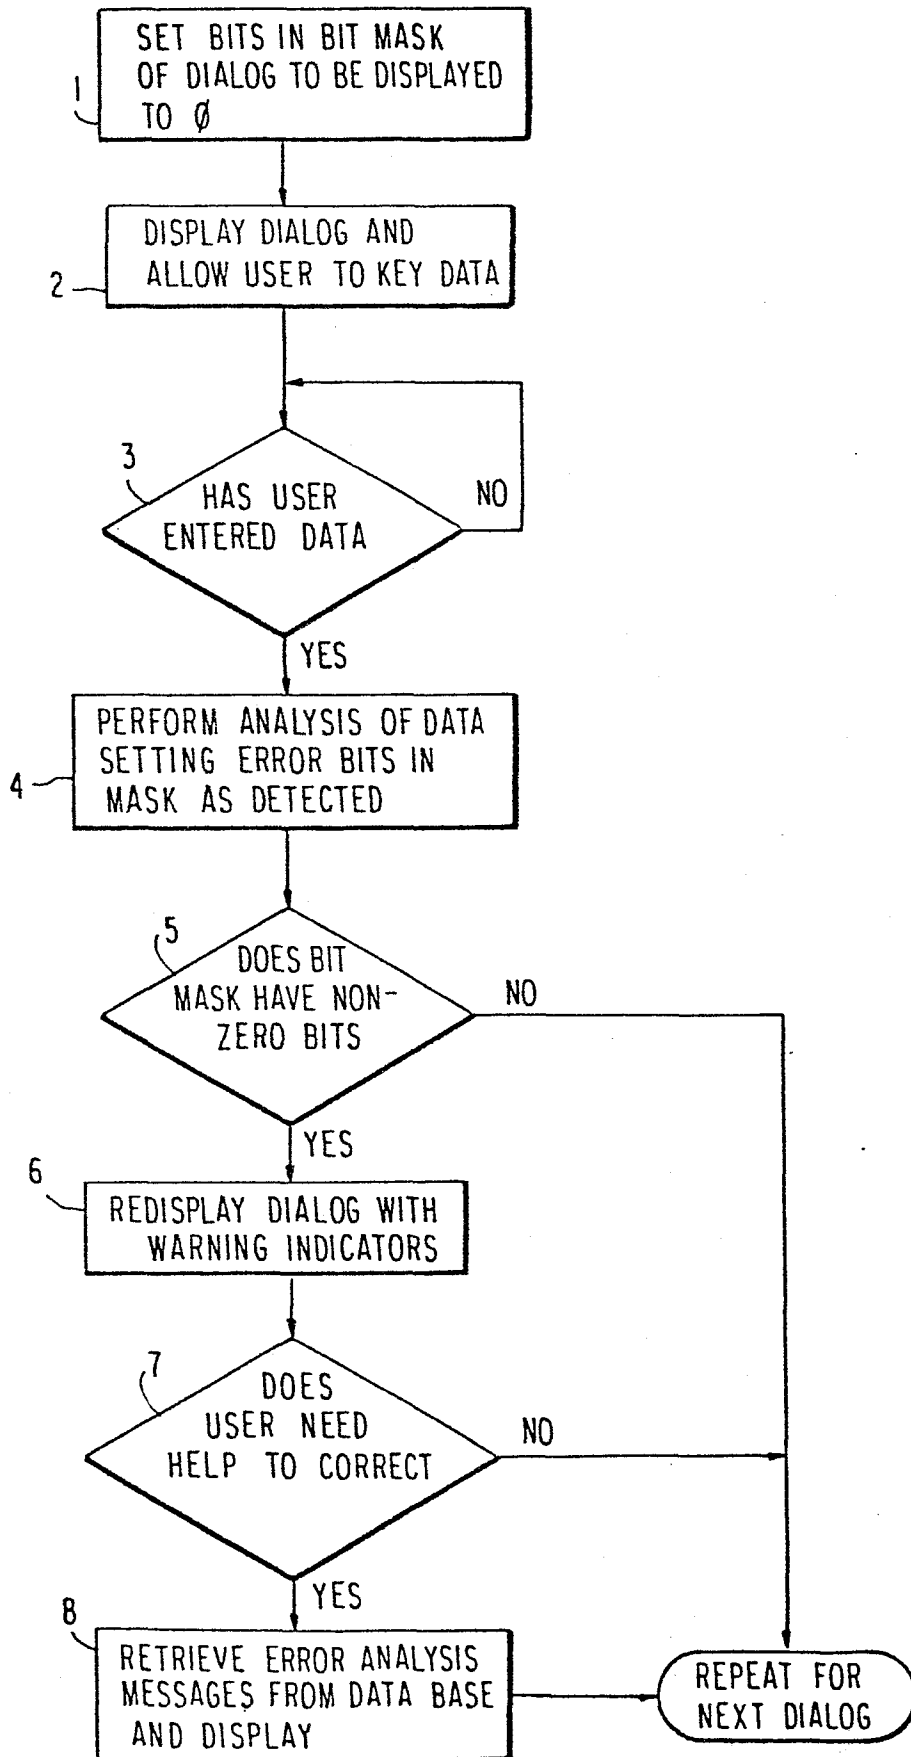 SET BITS IN BIT MASK
OF DIALOG TO BE DISPLAYED
TO Ø
1
DISPLAY DIALOG AND
ALLOW USER TO KEY DATA
2
3
HAS USER
ENTERED DATA
NO
YES
PERFORM ANALYSIS OF DATA
SETTING ERROR BITS IN
MASK AS DETECTED
4
5
DOES BIT
MASK HAVE NON-
ZERO BITS
NO
YES
6
REDISPLAY DIALOG WITH
WARNING INDICATORS
7
DOES
USER NEED
HELP TO CORRECT
NO
YES
8
RETRIEVE ERROR ANALYSIS
MESSAGES FROM DATA BASE
AND DISPLAY
REPEAT FOR
NEXT DIALOG